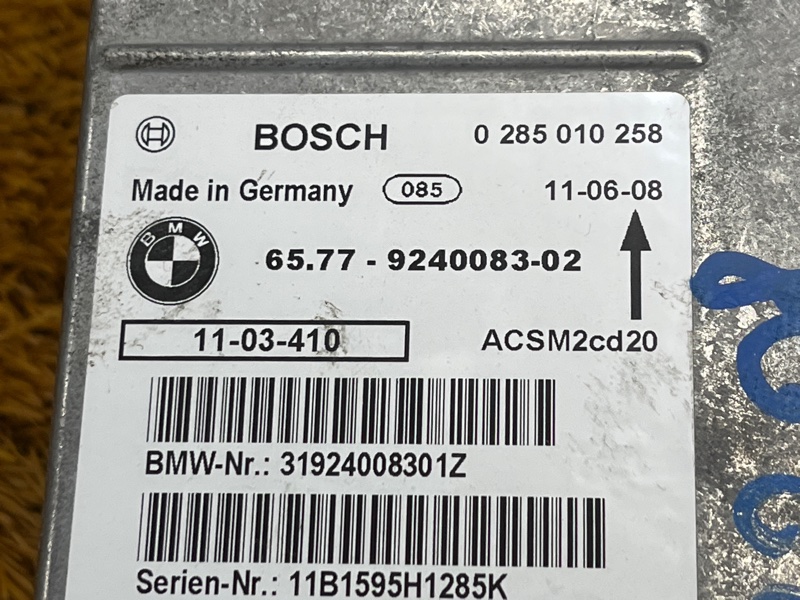 BOSCH 0 285 010 258
Made in Germany 085 11-06-08
BMW 65.77 - 9240083-02
11-03-410 ACSM2cd20
BMW-Nr.: 31924008301Z
Serien-Nr.: 11B1595H1285K